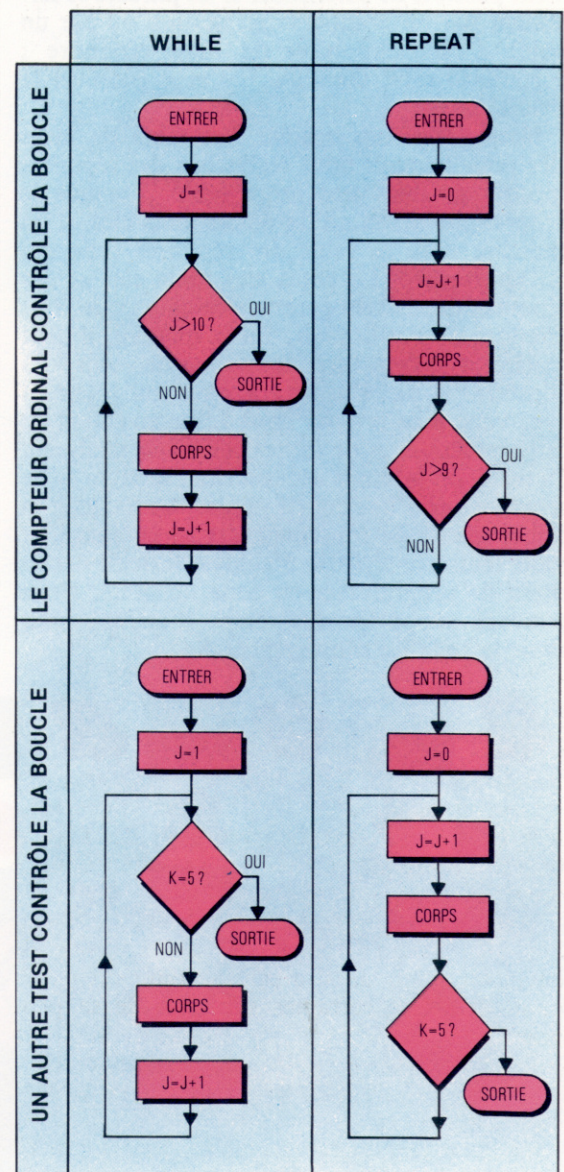 WHILE
REPEAT
LE COMPTEUR ORDINAL CONTRÔLE LA BOUCLE
ENTRER
J=1
J>10?
OUI
SORTIE
NON
CORPS
J=J+1
ENTRER
J=0
J=J+1
CORPS
J>9?
OUI
SORTIE
NON
UN AUTRE TEST CONTRÔLE LA BOUCLE
ENTRER
J=1
K=5?
OUI
SORTIE
NON
CORPS
J=J+1
ENTRER
J=0
J=J+1
CORPS
K=5?
SORTIE